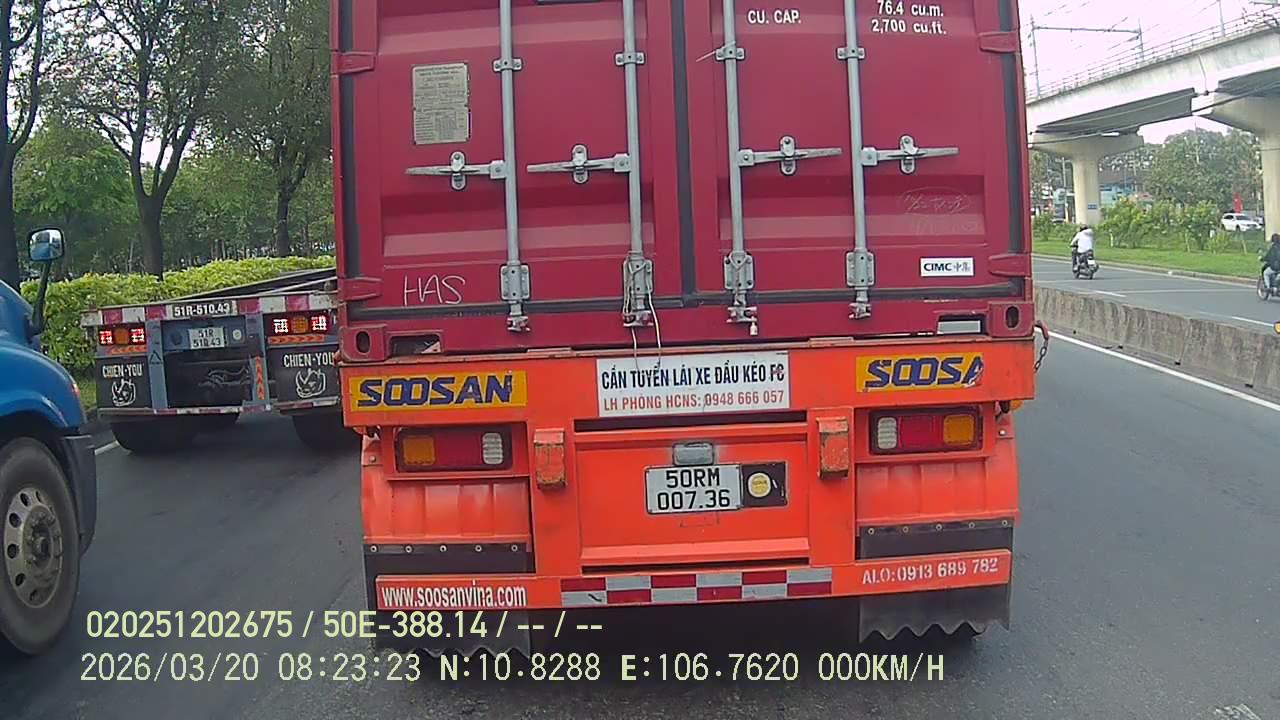 CU. CAP.
76.4 cu.m.
2,700 cu.ft.
HAS
CIMC 中集
51R-510.43
51R
510.43
CHIEN-YOU
CHIEN-YOU
SOOSAN
CẦN TUYỂN LÁI XE ĐẦU KÉO FC
LH PHÒNG HCNS: 0948 666 057
SOOSA
50RM
007.36
ALO:0913 689 782
www.soosanvina.com
020251202675 / 50E-388.14 / -- / --
2026/03/20 08:23:23 N:10.8288 E:106.7620 000KM/H